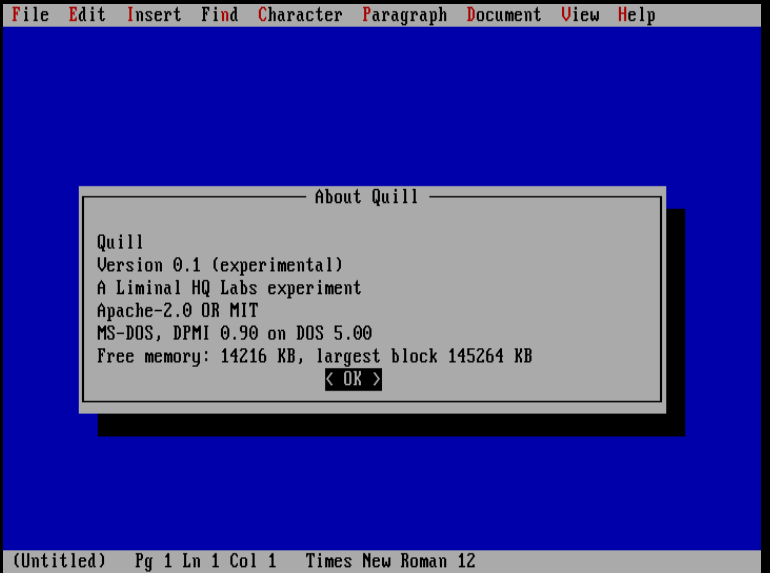 File Edit Insert Find Character Paragraph Document View Help
About Quill
Quill
Version 0.1 (experimental)
A Liminal HQ Labs experiment
Apache-2.0 OR MIT
MS-DOS, DPMI 0.90 on DOS 5.00
Free memory: 14216 KB, largest block 145264 KB
< OK >
(Untitled) Pg 1 Ln 1 Col 1 Times New Roman 12